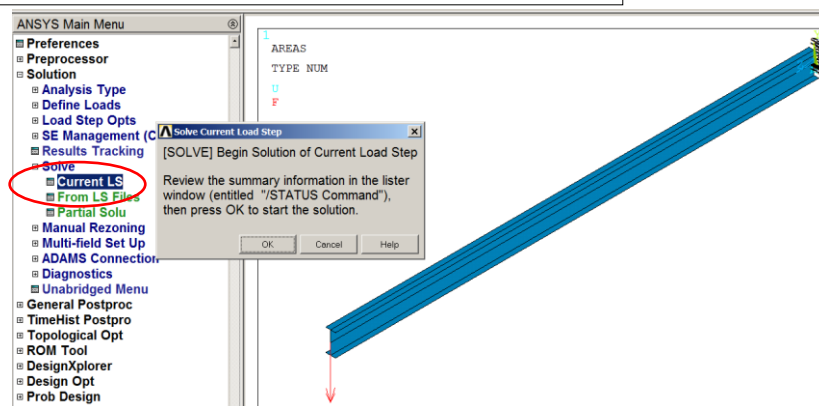 ANSYS Main Menu
Preferences
Preprocessor
Solution
Analysis Type
Define Loads
Load Step Opts
SE Management (C
Results Tracking
Solve
Current LS
From LS Files
Partial Solu
Manual Rezoning
Multi-field Set Up
ADAMS Connection
Diagnostics
Unabridged Menu
General Postproc
TimeHist Postpro
Topological Opt
ROM Tool
DesignXplorer
Design Opt
Prob Design
1
AREAS
TYPE NUM
U
F
Solve Current Load Step
[SOLVE] Begin Solution of Current Load Step
Review the summary information in the lister
window (entitled "/STATUS Command"),
then press OK to start the solution.
OK Cancel Help